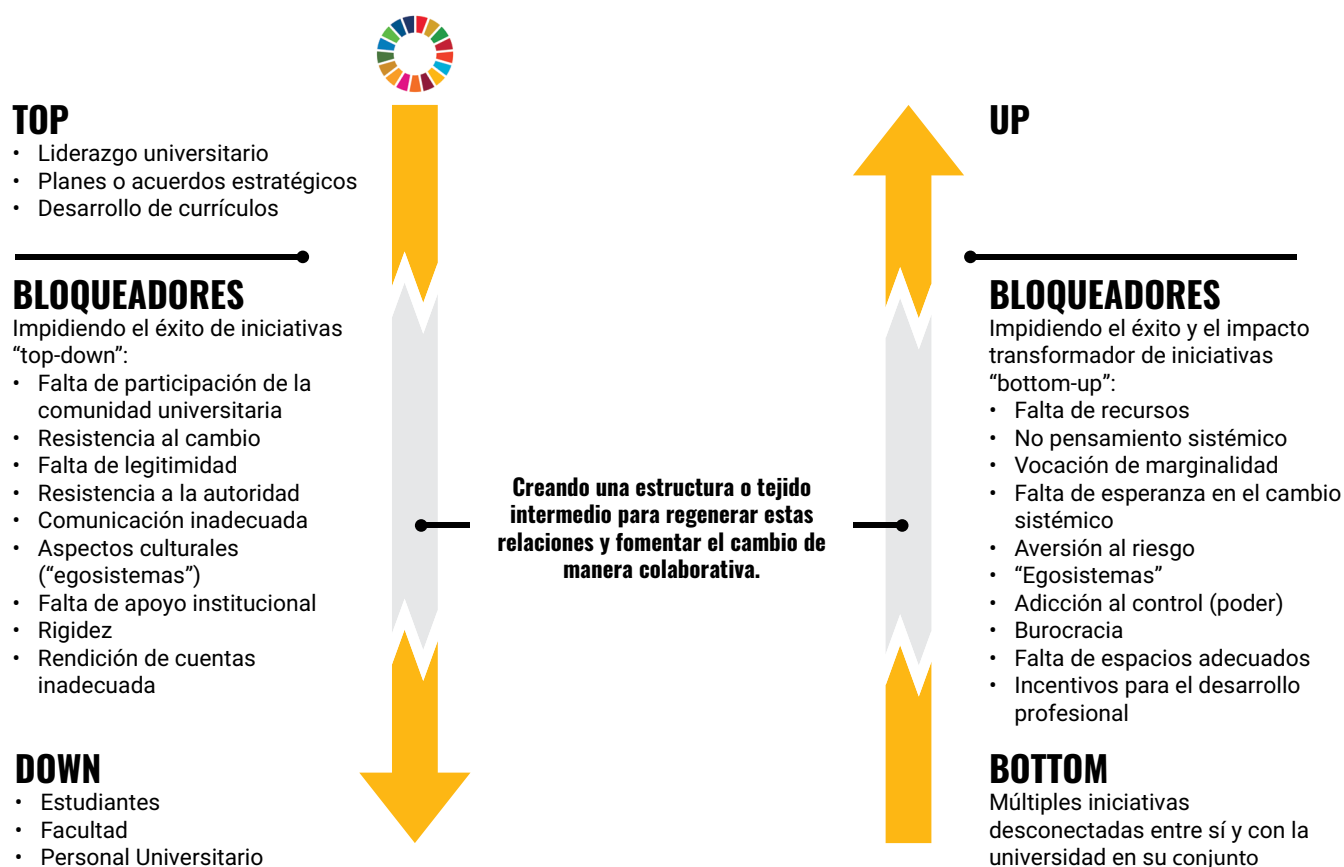 TOP
• Liderazgo universitario
• Planes o acuerdos estratégicos
• Desarrollo de currículos
BLOQUEADORES
Impidiendo el éxito de iniciativas
“top-down”:
• Falta de participación de la
comunidad universitaria
• Resistencia al cambio
• Falta de legitimidad
• Resistencia a la autoridad
• Comunicación inadecuada
• Aspectos culturales
(“egosistemas”)
• Falta de apoyo institucional
• Rigidez
• Rendición de cuentas
inadecuada
DOWN
• Estudiantes
• Facultad
• Personal Universitario
Creando una estructura o tejido
intermedio para regenerar estas
relaciones y fomentar el cambio de
manera colaborativa.
UP
BLOQUEADORES
Impidiendo el éxito y el impacto
transformador de iniciativas
“bottom-up”:
• Falta de recursos
• No pensamiento sistémico
• Vocación de marginalidad
• Falta de esperanza en el cambio
sistémico
• Aversión al riesgo
• “Egosistemas”
• Adicción al control (poder)
• Burocracia
• Falta de espacios adecuados
• Incentivos para el desarrollo
profesional
BOTTOM
Múltiples iniciativas
desconectadas entre sí y con la
universidad en su conjunto